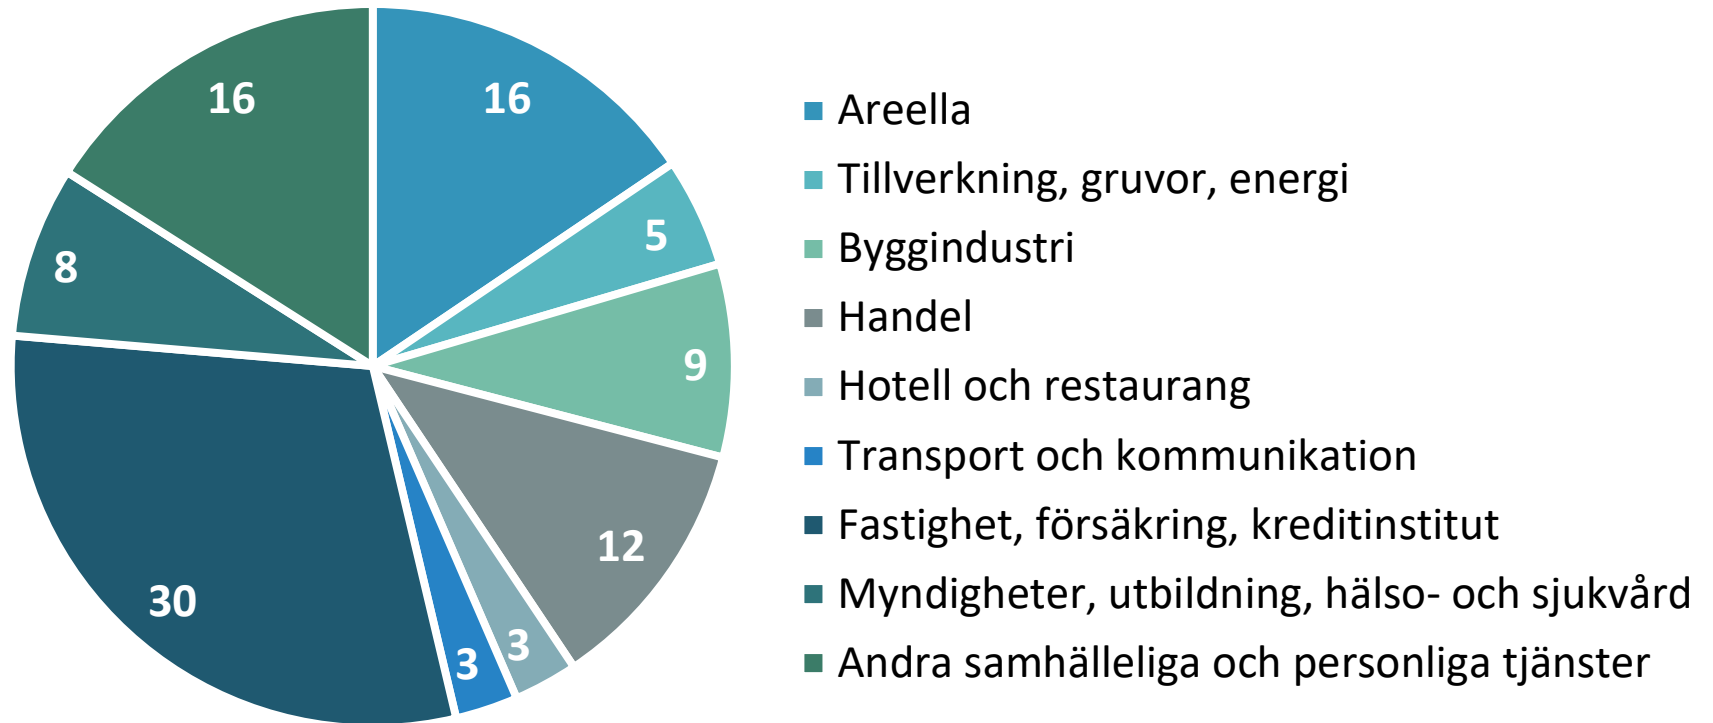 16
16
5
8
9
12
30
3
3
Areella
Tillverkning, gruvor, energi
Byggindustri
Handel
Hotell och restaurang
Transport och kommunikation
Fastighet, försäkring, kreditinstitut
Myndigheter, utbildning, hälso- och sjukvård
Andra samhälleliga och personliga tjänster